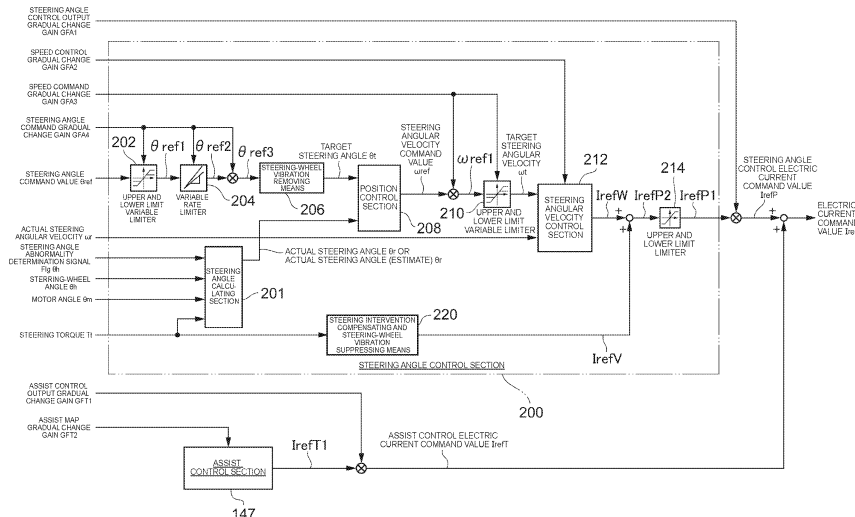 STEERING ANGLE
CONTROL OUTPUT
GRADUAL CHANGE
GAIN GFA1
SPEED CONTROL
GRADUAL CHANGE
GAIN GFA2
SPEED COMMAND
GRADUAL CHANGE
GAIN GFA3
STEERING ANGLE
COMMAND GRADUAL
CHANGE GAIN GFA4
STEERING ANGLE
COMMAND VALUE θref
202
θ ref1
UPPER AND
LOWER LIMIT
VARIABLE
LIMITER
θ ref2
VARIABLE
RATE
LIMITER
204
θ ref3
TARGET
STEERING ANGLE θt
STEERING-WHEEL
VIBRATION
REMOVING
MEANS
206
POSITION
CONTROL
SECTION
208
STEERING
ANGULAR
VELOCITY
COMMAND
VALUE
ωref
ωref1
210
UPPER AND
LOWER LIMIT
VARIABLE LIMITER
TARGET
STEERING
ANGULAR
VELOCITY
ωt
212
STEERING
ANGULAR
VELOCITY
CONTROL
SECTION
IrefW
+
+
IrefP2
214
UPPER AND
LOWER LIMIT
LIMITER
IrefP1
STEERING ANGLE
CONTROL ELECTRIC
CURRENT
COMMAND VALUE
IrefP
+
+
ELECTRIC
CURRENT
COMMAND
VALUE Ire
ACTUAL STEERING
ANGULAR VELOCITY ωr
STEERING ANGLE
ABNORMALITY
DETERMINATION SIGNAL
Flg θh
STERRING-WHEEL
ANGLE θh
MOTOR ANGLE θm
STEERING TORQUE Tt
STEERING
ANGLE
CALCU-
LATING
SECTION
201
ACTUAL STEERING ANGLE θr OR
ACTUAL STEERING ANGLE (ESTIMATE) θr
STEERING INTERVENTION
COMPENSATING AND
STEERING-WHEEL
VIBRATION
SUPPRESSING MEANS
220
IrefV
STEERING ANGLE CONTROL SECTION
200
ASSIST CONTROL
OUTPUT GRADUAL
CHANGE GAIN GFT1
ASSIST MAP
GRADUAL CHANGE
GAIN GFT2
ASSIST
CONTROL SECTION
147
IrefT1
ASSIST CONTROL ELECTRIC
CURRENT COMMAND VALUE IrefT